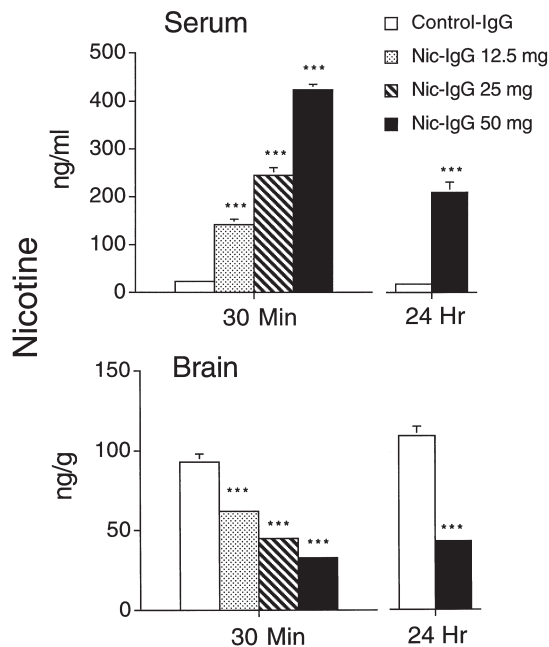 Serum
Control-IgG
Nic-IgG 12.5 mg
Nic-IgG 25 mg
Nic-IgG 50 mg
500
400
300
200
100
0
ng/ml
***
***
***
***
30 Min
24 Hr
Nicotine
Brain
150
100
50
0
ng/g
***
***
***
***
30 Min
24 Hr